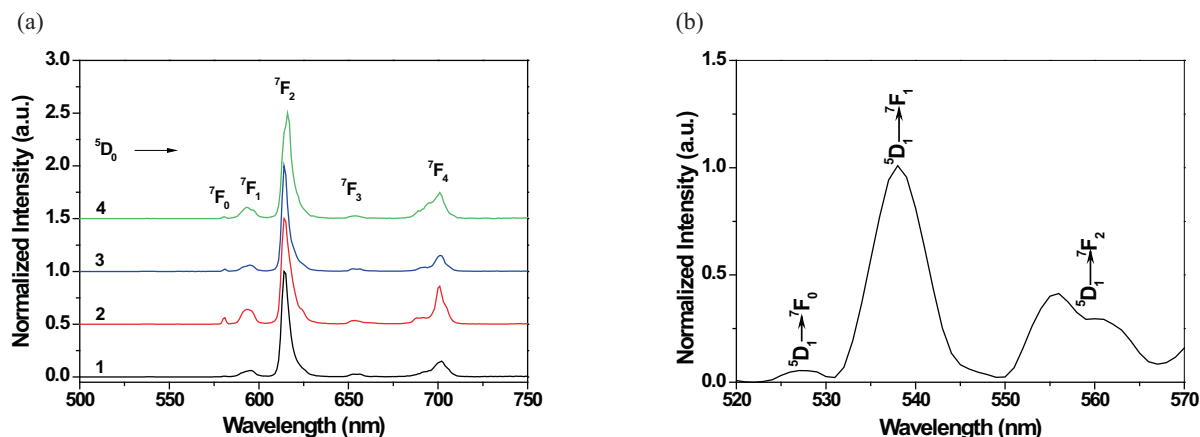 (a)
3.0
2.5
2.0
1.5
1.0
0.5
0.0
Normalized Intensity (a.u.)
⁵D₀
⁷F₀
⁷F₁
⁷F₂
⁷F₃
⁷F₄
4
3
2
1
500 550 600 650 700 750
Wavelength (nm)
(b)
1.5
1.0
0.5
0.0
Normalized Intensity (a.u.)
⁵D₁ → ⁷F₀
⁵D₁ → ⁷F₁
⁵D₁ → ⁷F₂
520 530 540 550 560 570
Wavelength (nm)